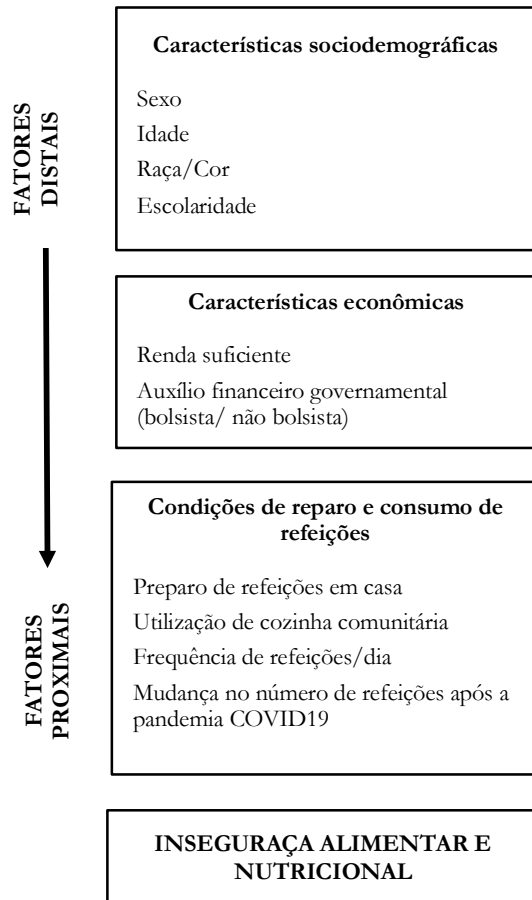 FATORES
DISTAIS
Características sociodemográficas
Sexo
Idade
Raça/Cor
Escolaridade
Características econômicas
Renda suficiente
Auxílio financeiro governamental
(bolsista/ não bolsista)
FATORES
PROXIMAIS
Condições de reparo e consumo de
refeições
Preparo de refeições em casa
Utilização de cozinha comunitária
Frequência de refeições/dia
Mudança no número de refeições após a
pandemia COVID19
INSEGURAÇA ALIMENTAR E
NUTRICIONAL